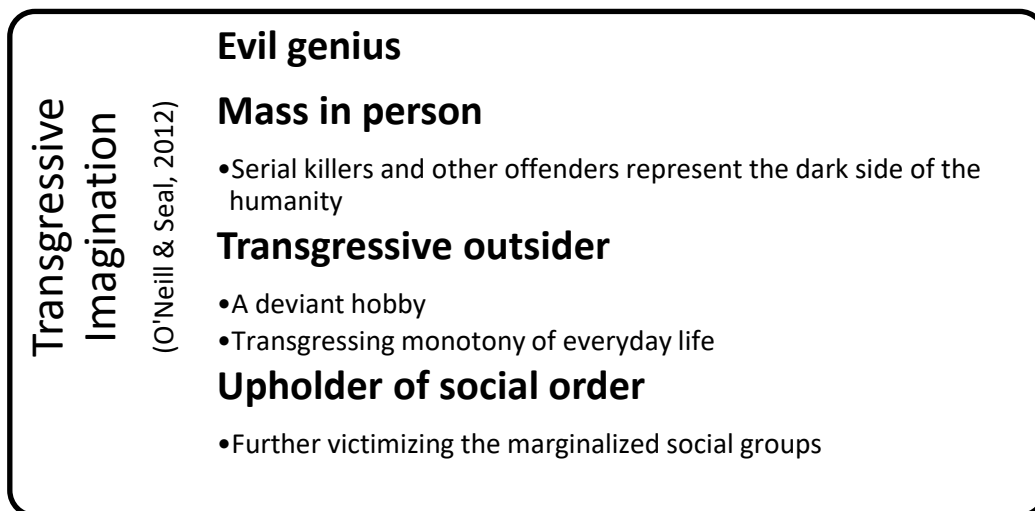 Transgressive
Imagination
(O'Neill & Seal, 2012)
Evil genius
Mass in person
•Serial killers and other offenders represent the dark side of the
humanity
Transgressive outsider
•A deviant hobby
•Transgressing monotony of everyday life
Upholder of social order
•Further victimizing the marginalized social groups